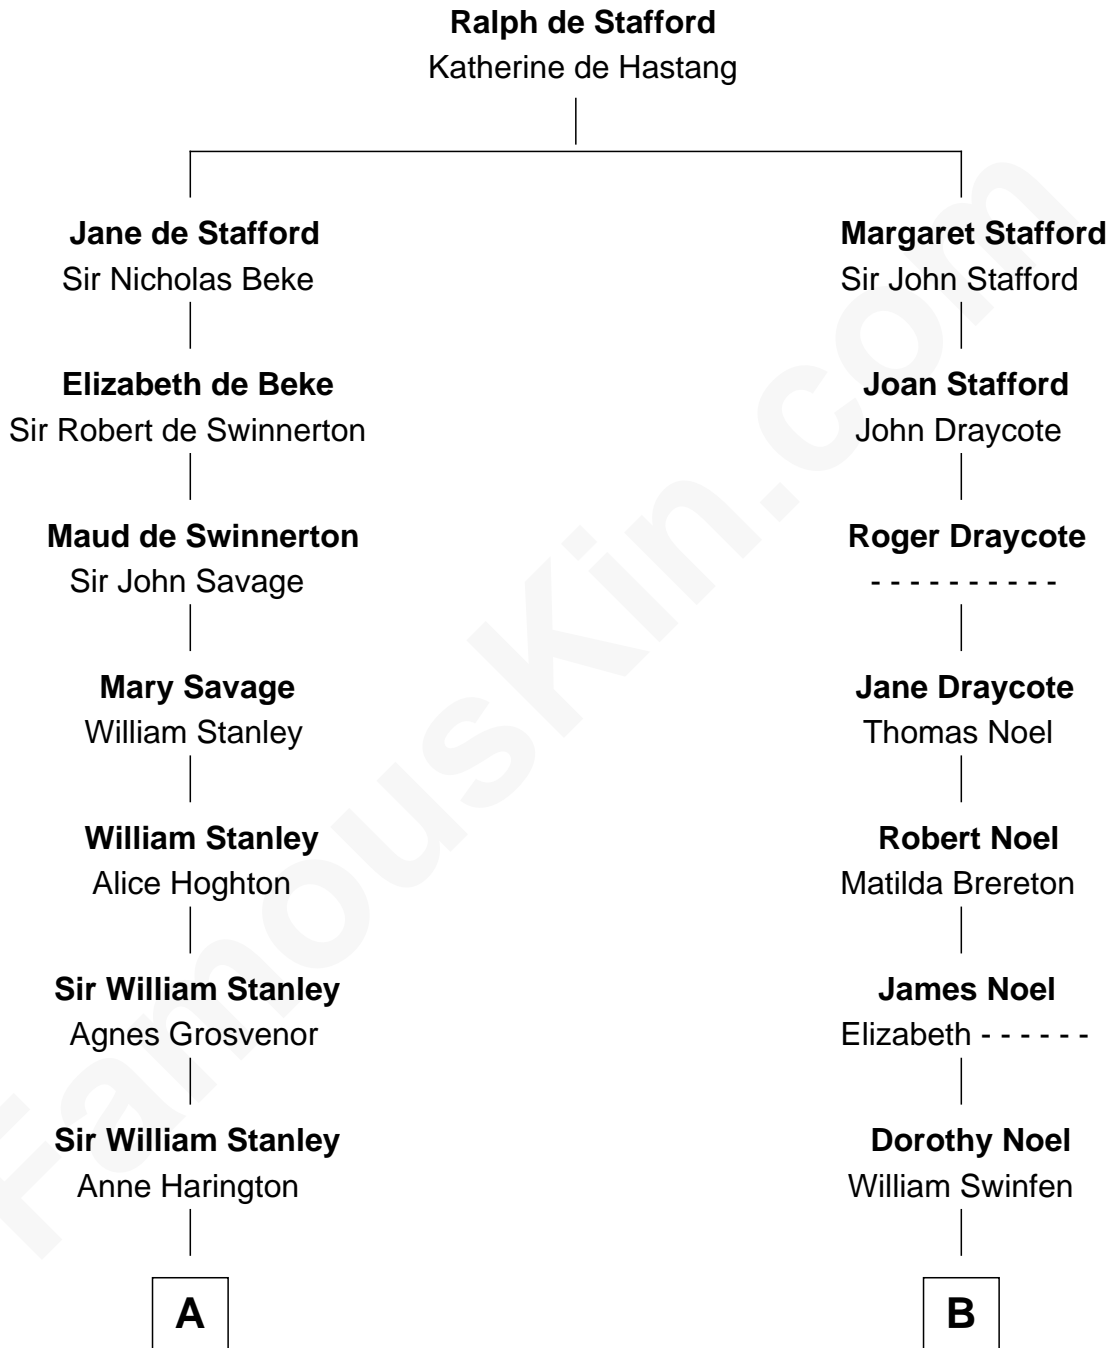 Ralph de Stafford
Katherine de Hastang
Jane de Stafford
Sir Nicholas Beke
Margaret Stafford
Sir John Stafford
Elizabeth de Beke
Sir Robert de Swinnerton
Joan Stafford
John Draycote
Maud de Swinnerton
Sir John Savage
Roger Draycote
- - - - - - - - - -
Mary Savage
William Stanley
Jane Draycote
Thomas Noel
William Stanley
Alice Hoghton
Robert Noel
Matilda Brereton
Sir William Stanley
Agnes Grosvenor
James Noel
Elizabeth - - - - - -
Sir William Stanley
Anne Harington
Dorothy Noel
William Swinfen
A
B
FamousKin.com